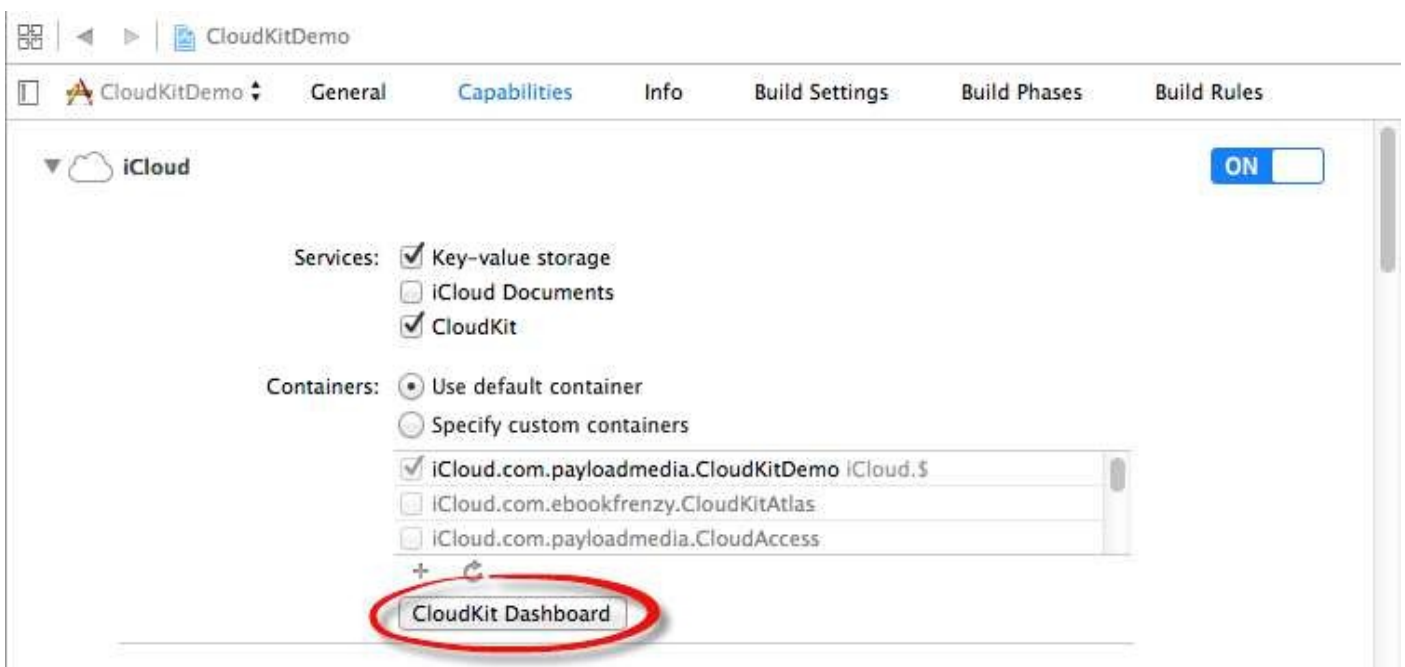 CloudKitDemo
CloudKitDemo General Capabilities Info Build Settings Build Phases Build Rules
iCloud ON
Services: Key-value storage
iCloud Documents
CloudKit
Containers: Use default container
Specify custom containers
iCloud.com.payloadmedia.CloudKitDemo iCloud.$
iCloud.com.ebookfrenzy.CloudKitAtlas
iCloud.com.payloadmedia.CloudAccess
CloudKit Dashboard